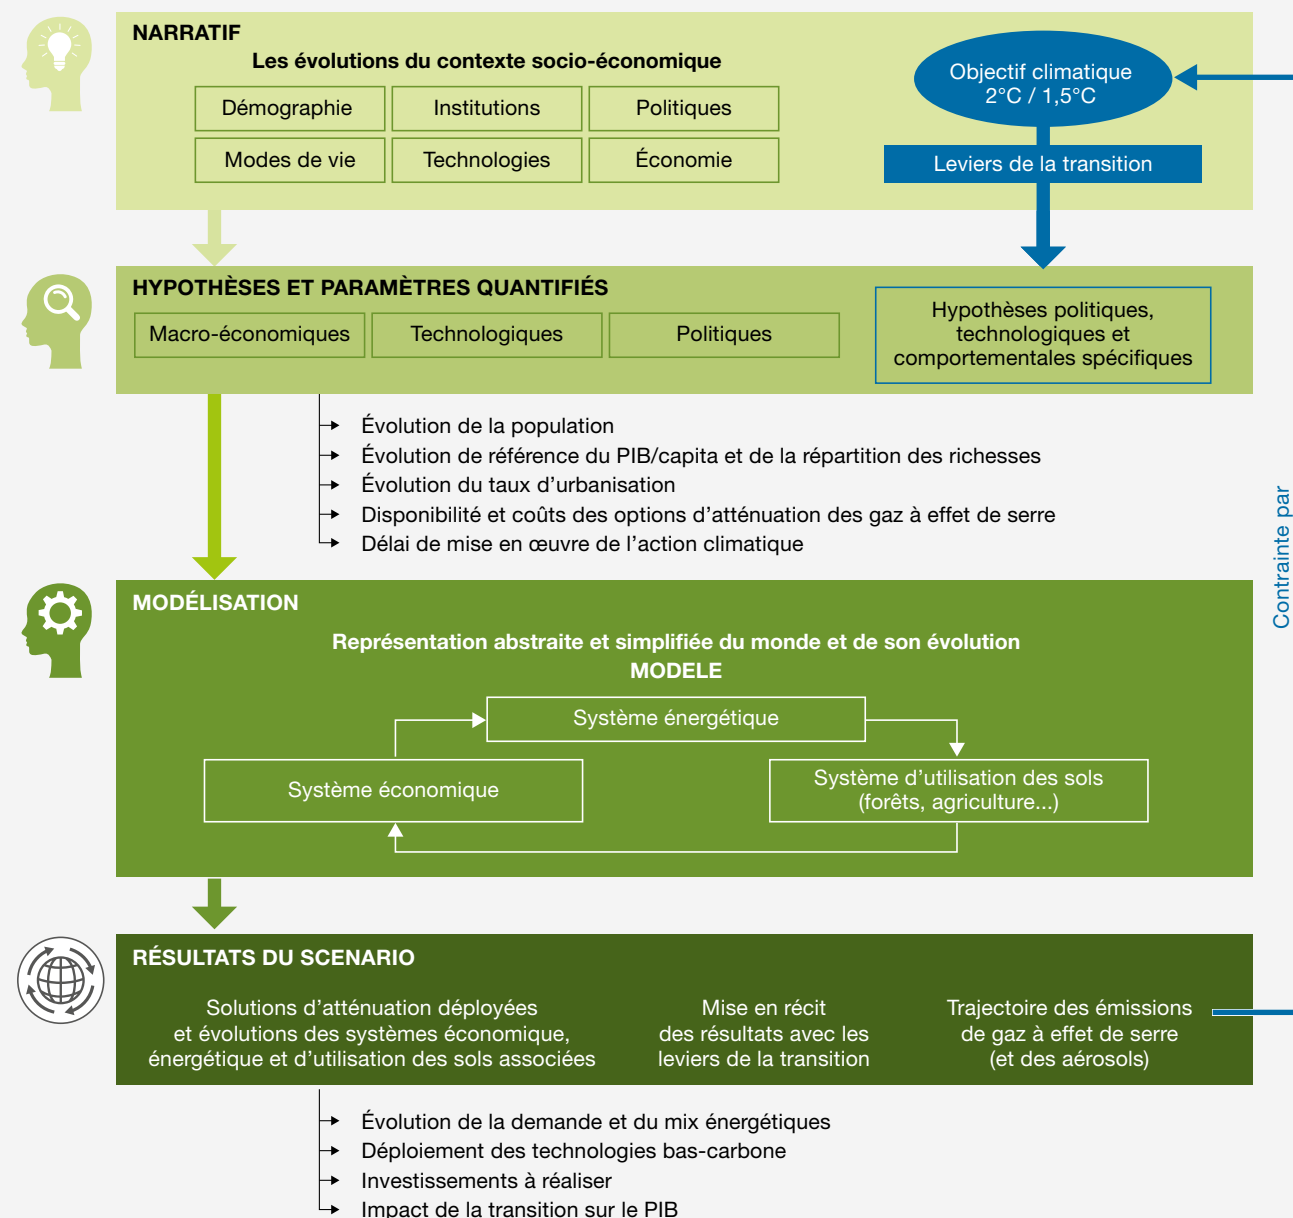 NARRATIF
Les évolutions du contexte socio-économique
Démographie
Institutions
Politiques
Modes de vie
Technologies
Économie
Objectif climatique
2°C / 1,5°C
Leviers de la transition
HYPOTHÈSES ET PARAMÈTRES QUANTIFIÉS
Macro-économiques
Technologiques
Politiques
Hypothèses politiques,
technologiques et
comportementales spécifiques
Évolution de la population
Évolution de référence du PIB/capita et de la répartition des richesses
Évolution du taux d’urbanisation
Disponibilité et coûts des options d’atténuation des gaz à effet de serre
Délai de mise en œuvre de l’action climatique
Contrainte par
MODÉLISATION
Représentation abstraite et simplifiée du monde et de son évolution
MODELE
Système énergétique
Système économique
Système d’utilisation des sols
(forêts, agriculture...)
RÉSULTATS DU SCENARIO
Solutions d’atténuation déployées
et évolutions des systèmes économique,
énergétique et d’utilisation des sols associées
Mise en récit
des résultats avec les
leviers de la transition
Trajectoire des émissions
de gaz à effet de serre
(et des aérosols)
Évolution de la demande et du mix énergétiques
Déploiement des technologies bas-carbone
Investissements à réaliser
Impact de la transition sur le PIB